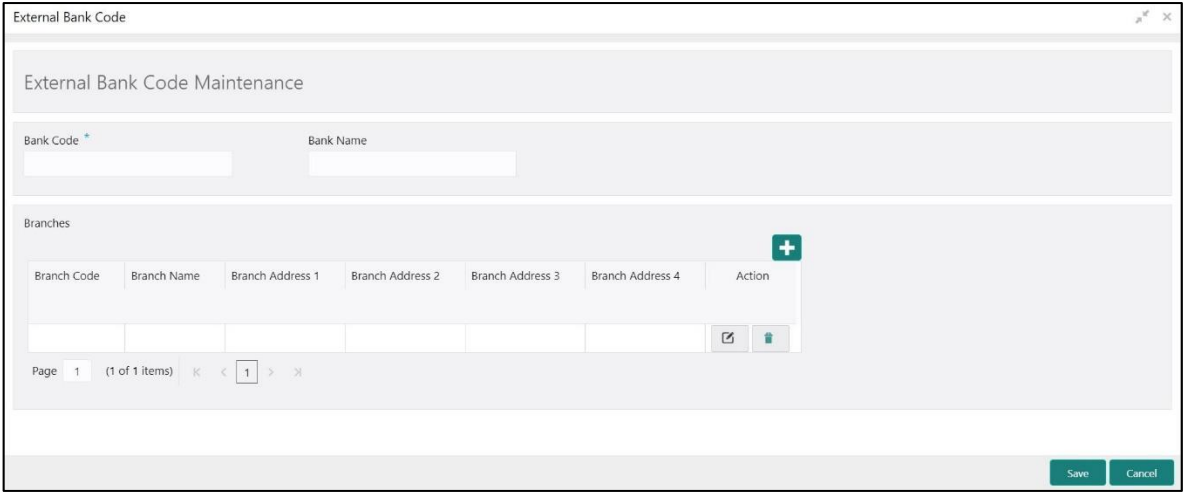 External Bank Code
External Bank Code Maintenance
Bank Code * Bank Name
Branches
Branch Code Branch Name Branch Address 1 Branch Address 2 Branch Address 3 Branch Address 4 Action
Page 1 (1 of 1 items) 1
Save Cancel